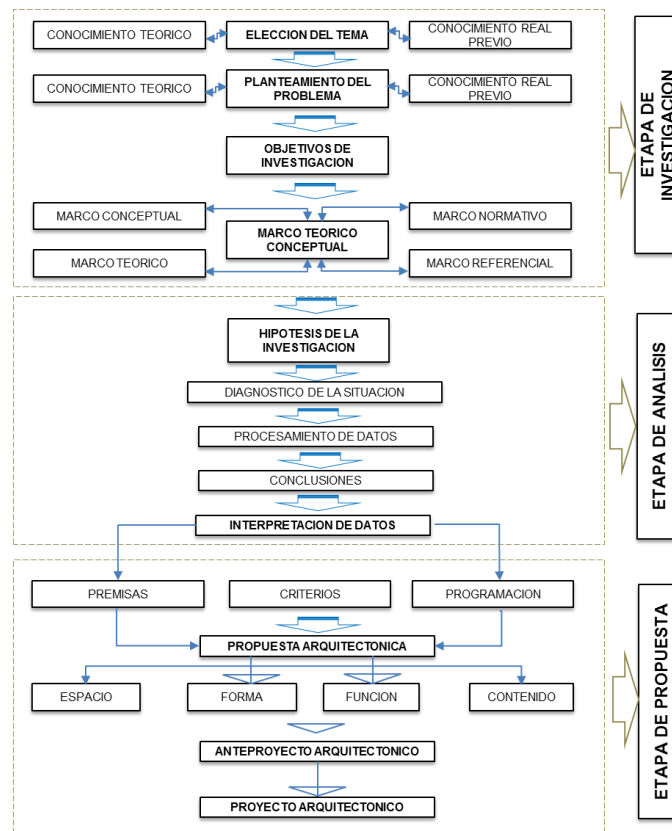 CONOCIMIENTO TEORICO
ELECCION DEL TEMA
CONOCIMIENTO REAL
PREVIO
CONOCIMIENTO TEORICO
PLANTEAMIENTO DEL
PROBLEMA
CONOCIMIENTO REAL
PREVIO
OBJETIVOS DE
INVESTIGACION
MARCO CONCEPTUAL
MARCO NORMATIVO
MARCO TEORICO
CONCEPTUAL
MARCO TEORICO
MARCO REFERENCIAL
ETAPA DE
INVESTIGACION
HIPOTESIS DE LA
INVESTIGACION
DIAGNOSTICO DE LA SITUACION
PROCESAMIENTO DE DATOS
CONCLUSIONES
INTERPRETACION DE DATOS
ETAPA DE ANALISIS
PREMISAS
CRITERIOS
PROGRAMACION
PROPUESTA ARQUITECTONICA
ESPACIO
FORMA
FUNCION
CONTENIDO
ANTEPROYECTO ARQUITECTONICO
PROYECTO ARQUITECTONICO
ETAPA DE PROPUESTA